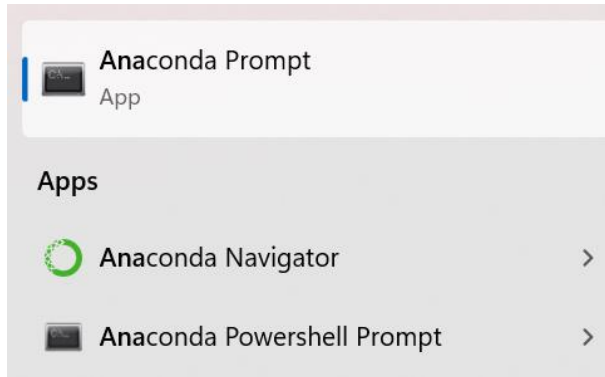 Anaconda Prompt
App
Apps
Anaconda Navigator
Anaconda Powershell Prompt